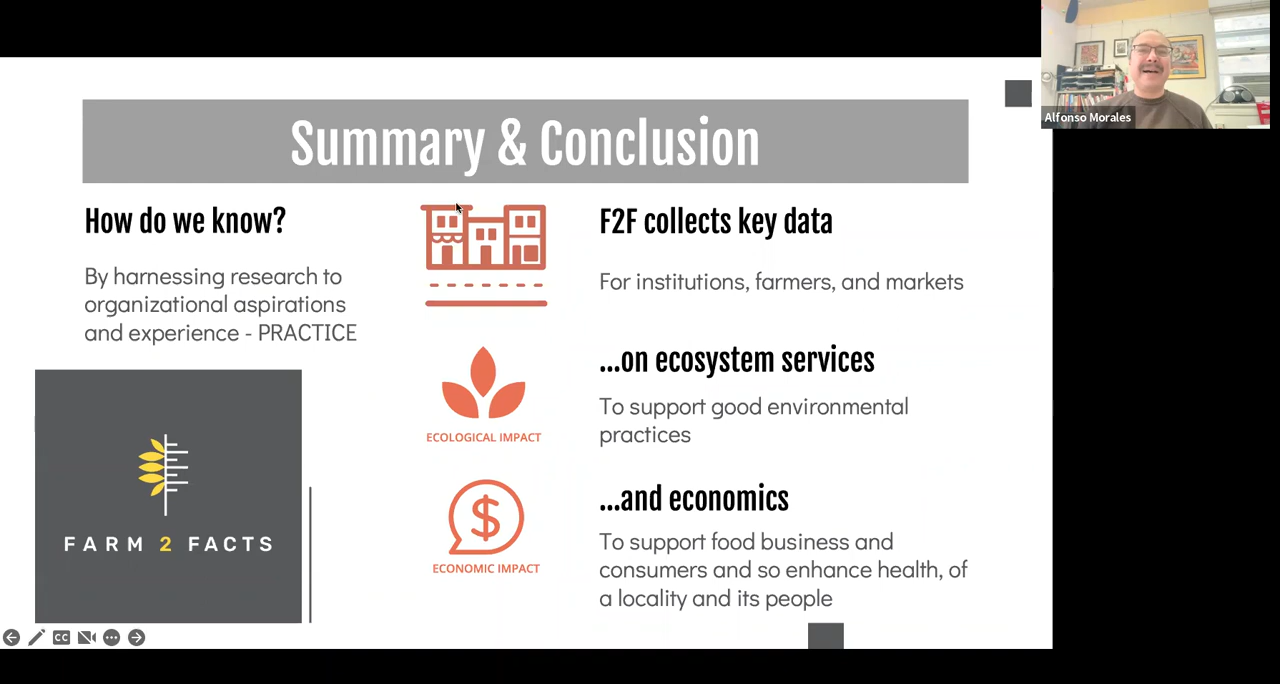 Alfonso Morales
Summary & Conclusion
How do we know?
By harnessing research to
organizational aspirations
and experience - PRACTICE
FARM 2 FACTS
ECOLOGICAL IMPACT
ECONOMIC IMPACT
F2F collects key data
For institutions, farmers, and markets
...on ecosystem services
To support good environmental
practices
...and economics
To support food business and
consumers and so enhance health, of
a locality and its people
CC